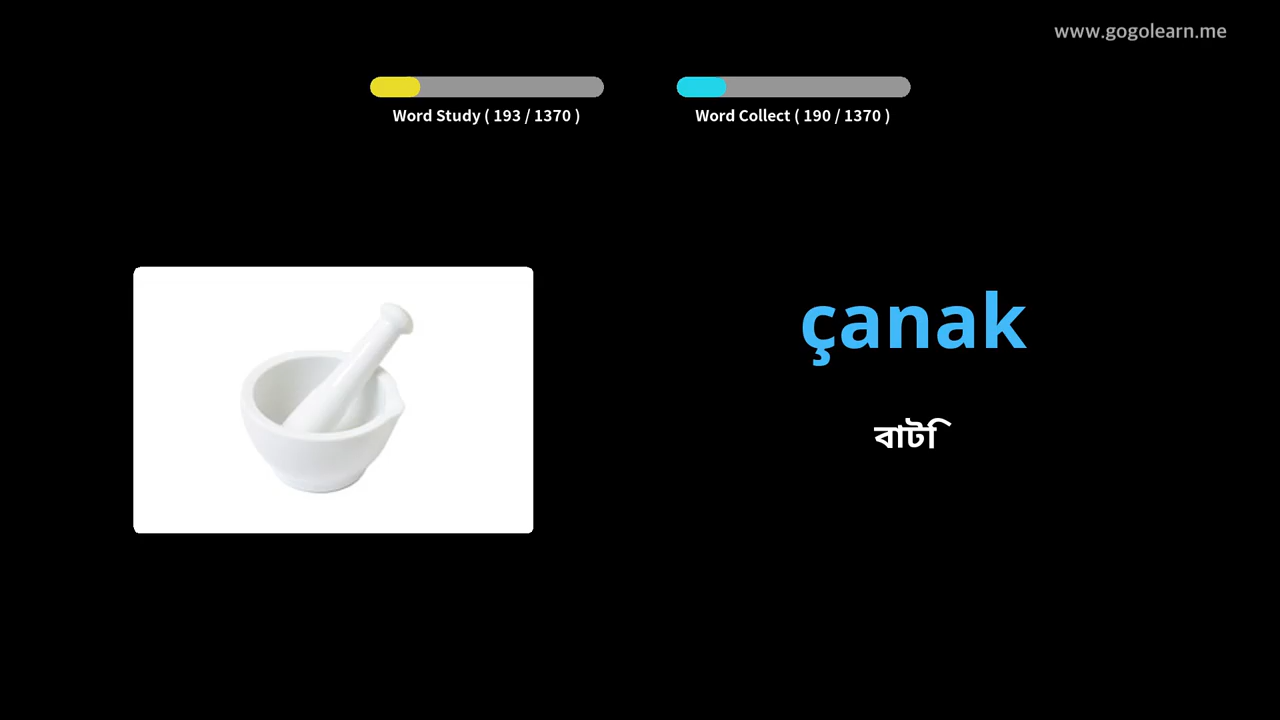 www.gogolearn.me
Word Study ( 193 / 1370 )
Word Collect ( 190 / 1370 )
çanak
বাটি